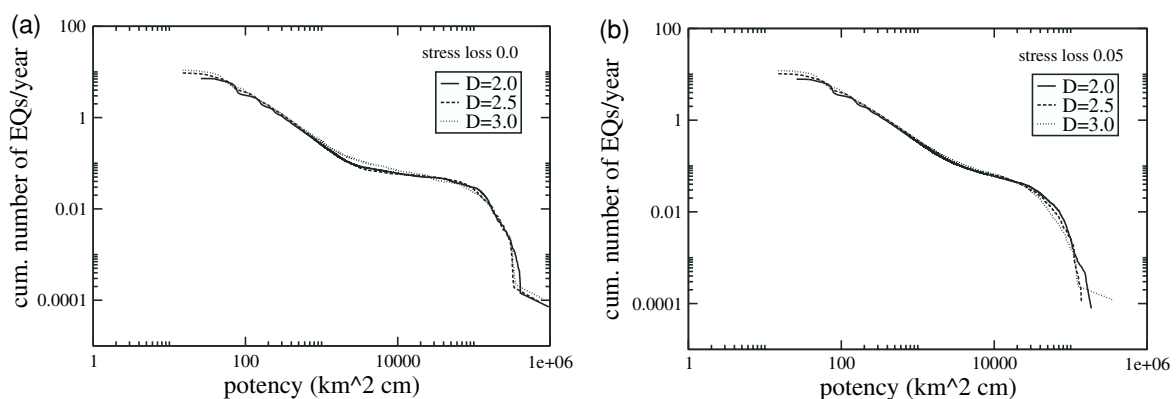 (a)
100
1
0.01
0.0001
cum. number of EQs/year
stress loss 0.0
D=2.0
D=2.5
D=3.0
1
100
10000
1e+06
potency (km^2 cm)
(b)
100
1
0.01
0.0001
cum. number of EQs/year
stress loss 0.05
D=2.0
D=2.5
D=3.0
1
100
10000
1e+06
potency (km^2 cm)